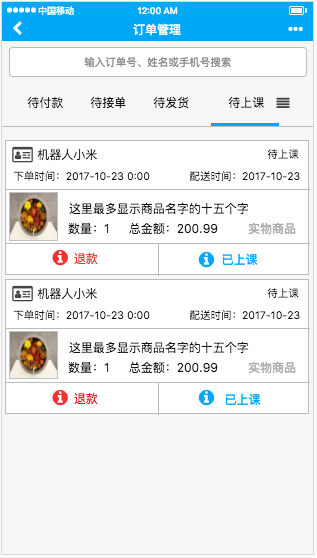 中国移动 12:00 AM
订单管理
输入订单号、姓名或手机号搜索
待付款 待接单 待发货 待上课
机器人小米 待上课
下单时间：2017-10-23 0:00 配送时间：2017-10-23
这里最多显示商品名字的十五个字
数量：1 总金额：200.99 实物商品
退款 已上课
机器人小米 待上课
下单时间：2017-10-23 0:00 配送时间：2017-10-23
这里最多显示商品名字的十五个字
数量：1 总金额：200.99 实物商品
退款 已上课